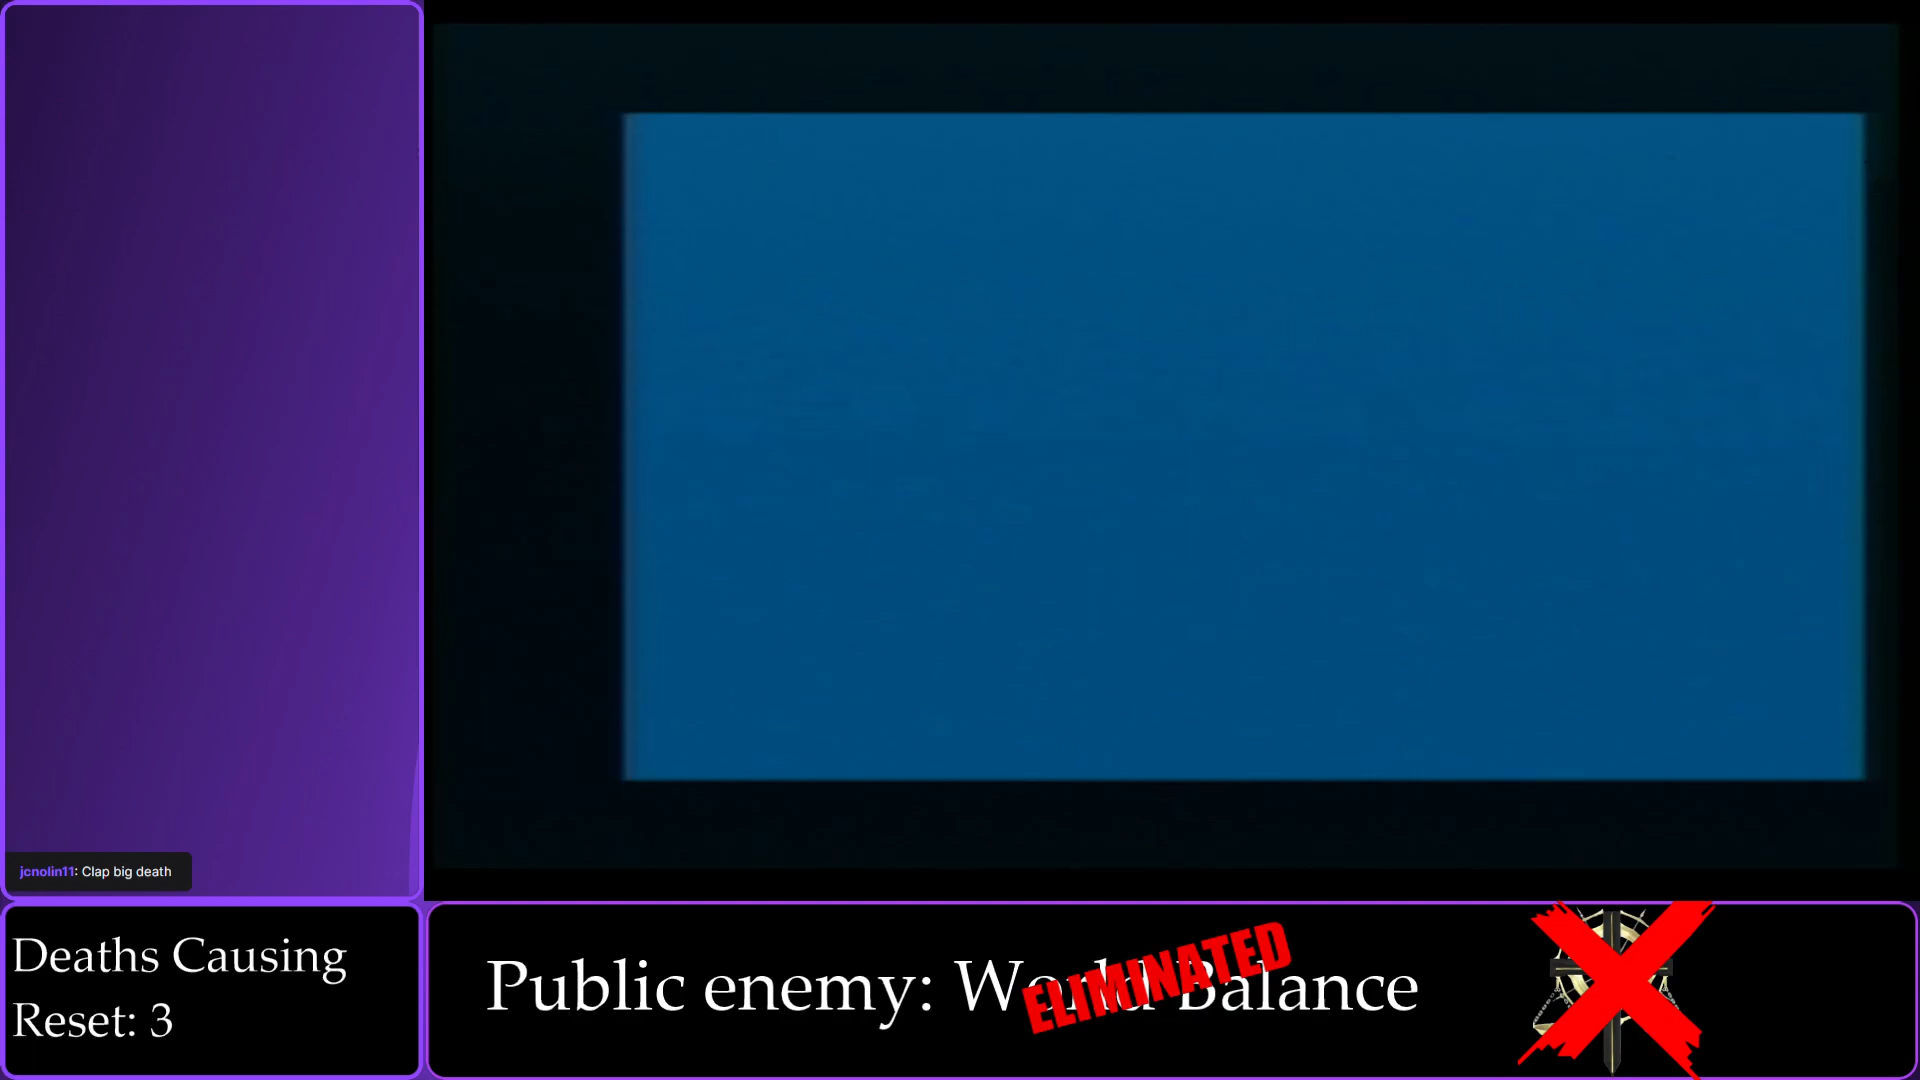 jcnolin11: Clap big death
Deaths Causing
Reset: 3
Public enemy: World Balance
ELIMINATED